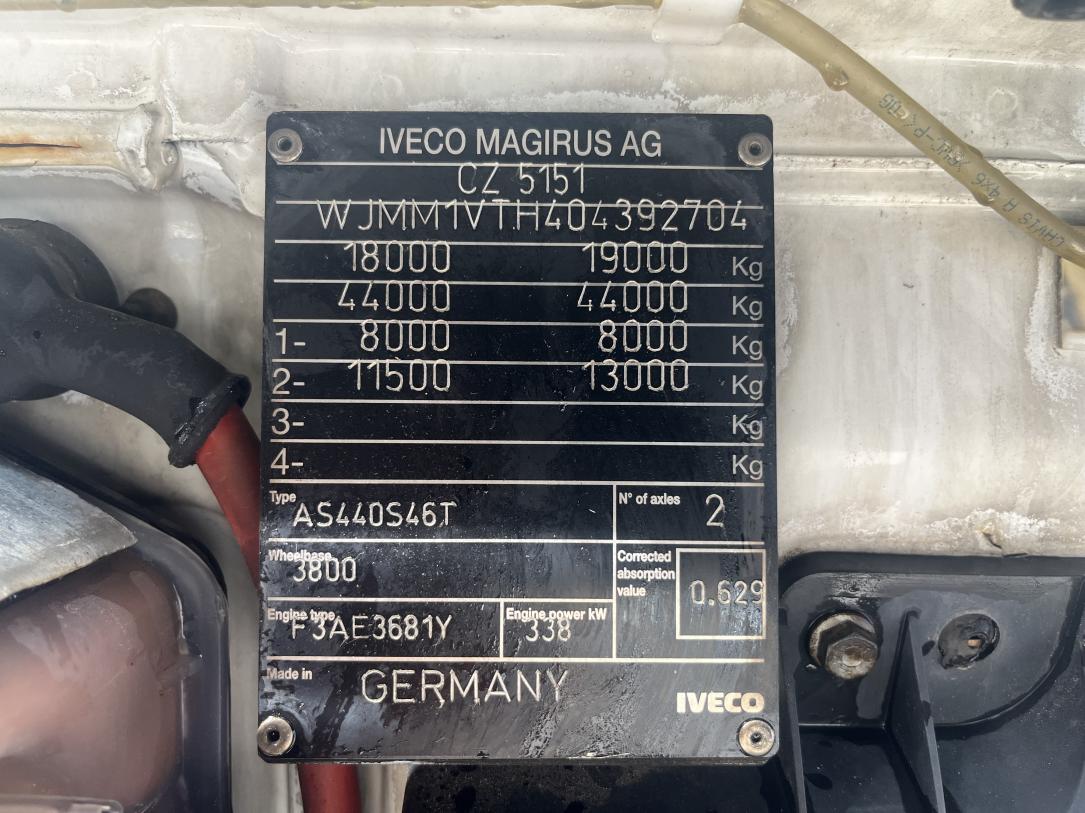 IVECO MAGIRUS AG
CZ 5151
WJMM1VTH404392704
18000 19000 Kg
44000 44000 Kg
1- 8000 8000 Kg
2- 11500 13000 Kg
3- Kg
4- Kg
Type AS440S46T N° of axles 2
Wheelbase 3800
Corrected absorption value 0.629
Engine type F3AE3681Y Engine power kW 338
Made in GERMANY IVECO